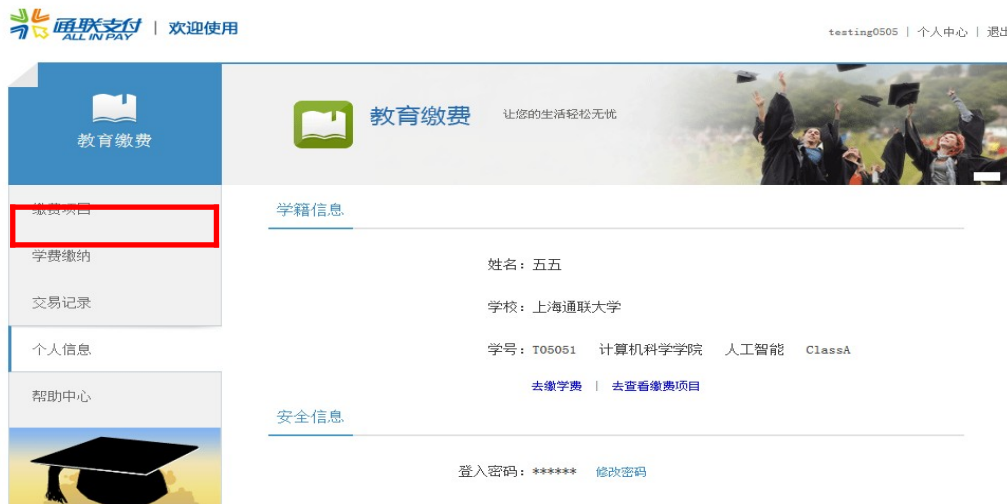 通联支付 | 欢迎使用
ALLINPAY
testing0505 | 个人中心 | 退出
教育缴费
教育缴费 让您的生活轻松无忧
缴费项目
学费缴纳
交易记录
个人信息
帮助中心
学籍信息
姓名：五五
学校：上海通联大学
学号：T05051 计算机科学学院 人工智能 ClassA
去缴学费 | 去查看缴费项目
安全信息
登入密码：****** 修改密码